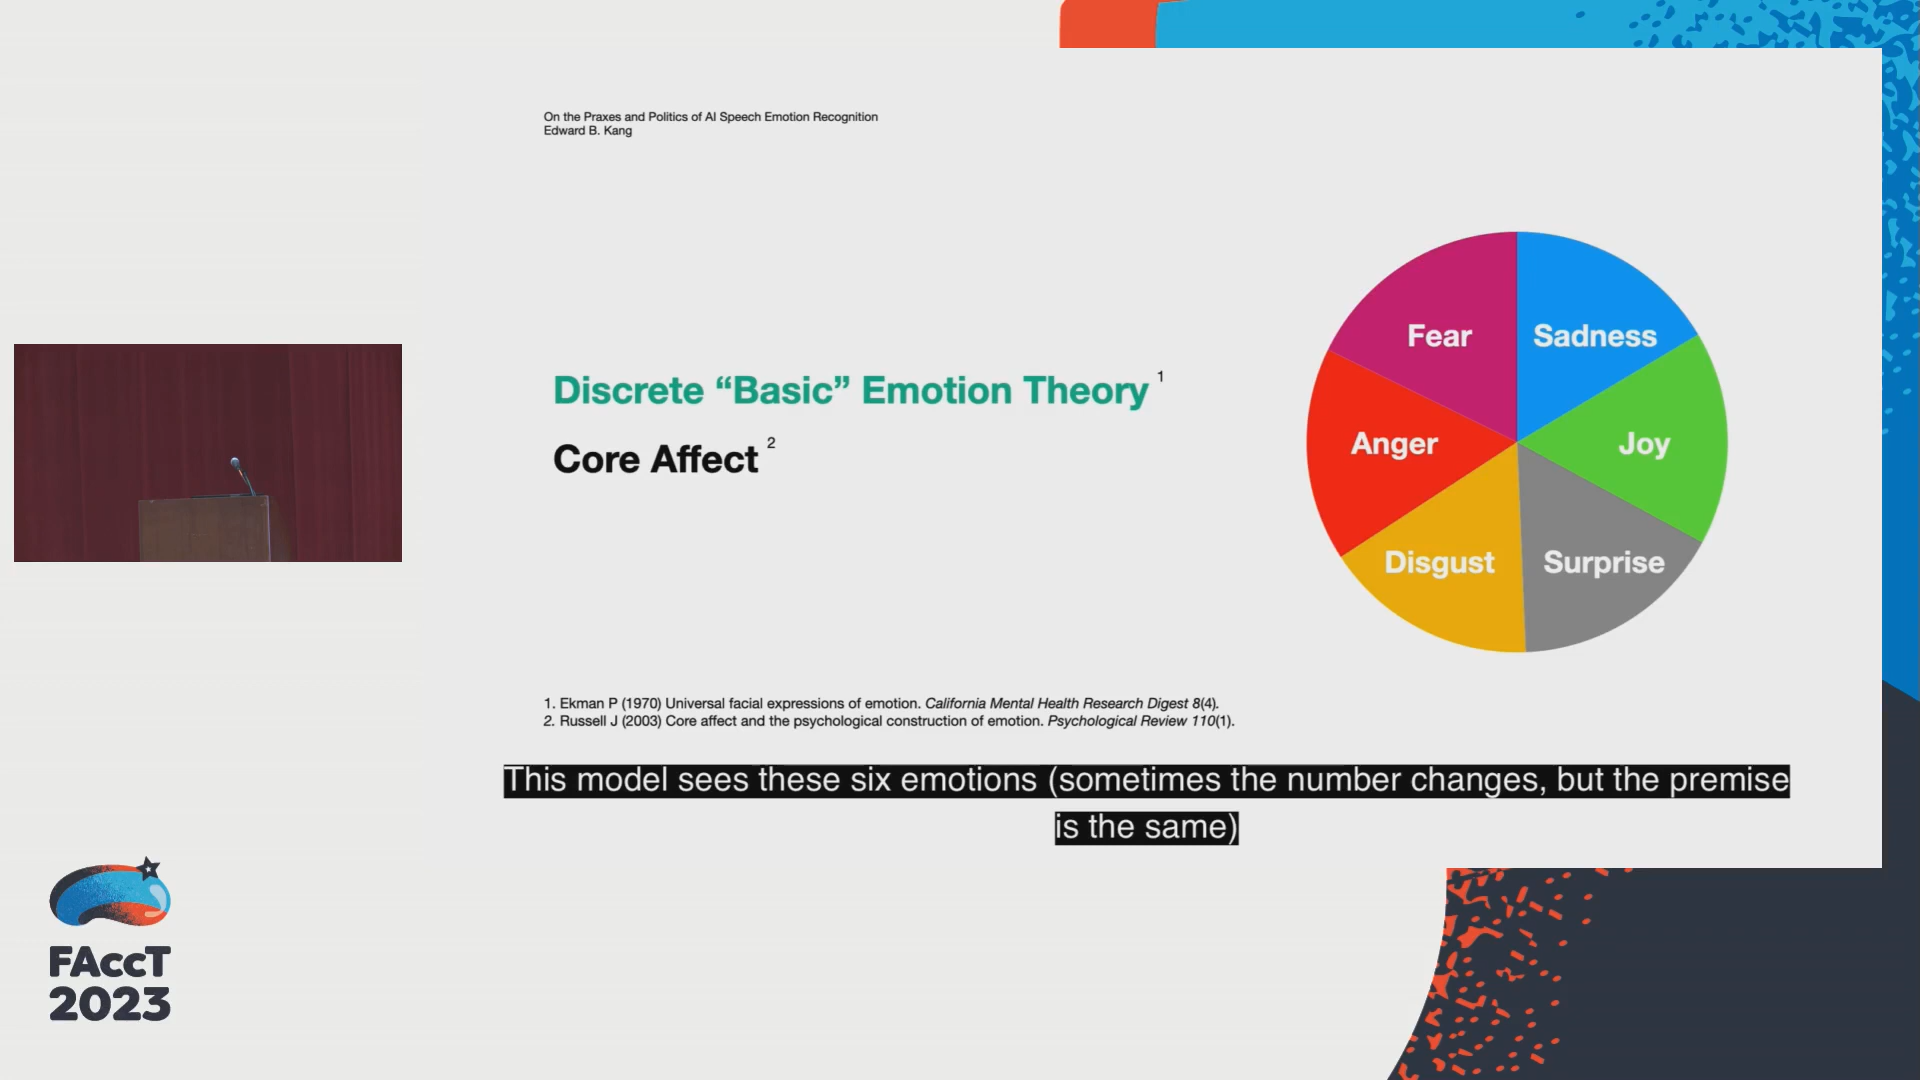 On the Praxes and Politics of AI Speech Emotion Recognition
Edward B. Kang
Discrete “Basic” Emotion Theory 1
Core Affect 2
Fear
Sadness
Anger
Joy
Disgust
Surprise
1. Ekman P (1970) Universal facial expressions of emotion. California Mental Health Research Digest 8(4).
2. Russell J (2003) Core affect and the psychological construction of emotion. Psychological Review 110(1).
This model sees these six emotions (sometimes the number changes, but the premise
is the same)
FAccT
2023